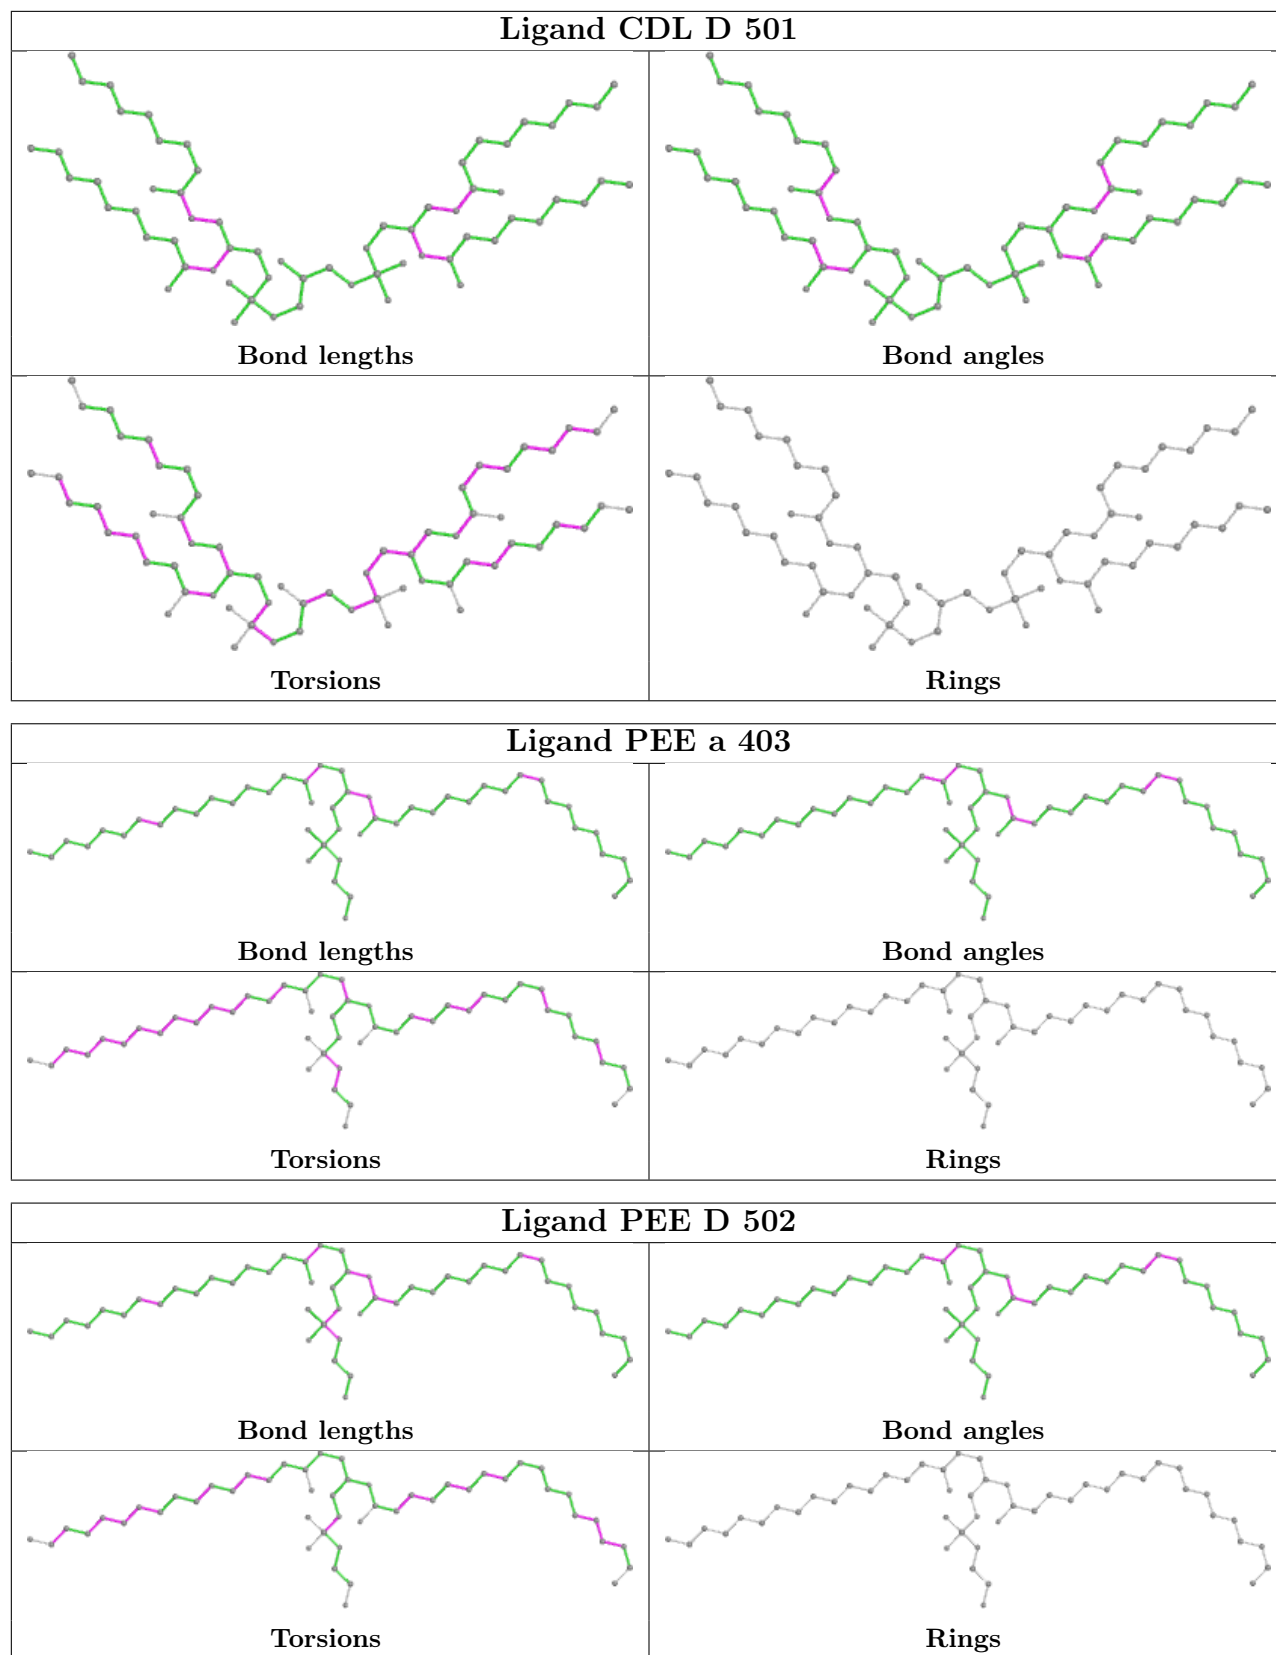 Ligand CDL D 501
Bond lengths
Bond angles
Torsions
Rings
Ligand PEE a 403
Bond lengths
Bond angles
Torsions
Rings
Ligand PEE D 502
Bond lengths
Bond angles
Torsions
Rings